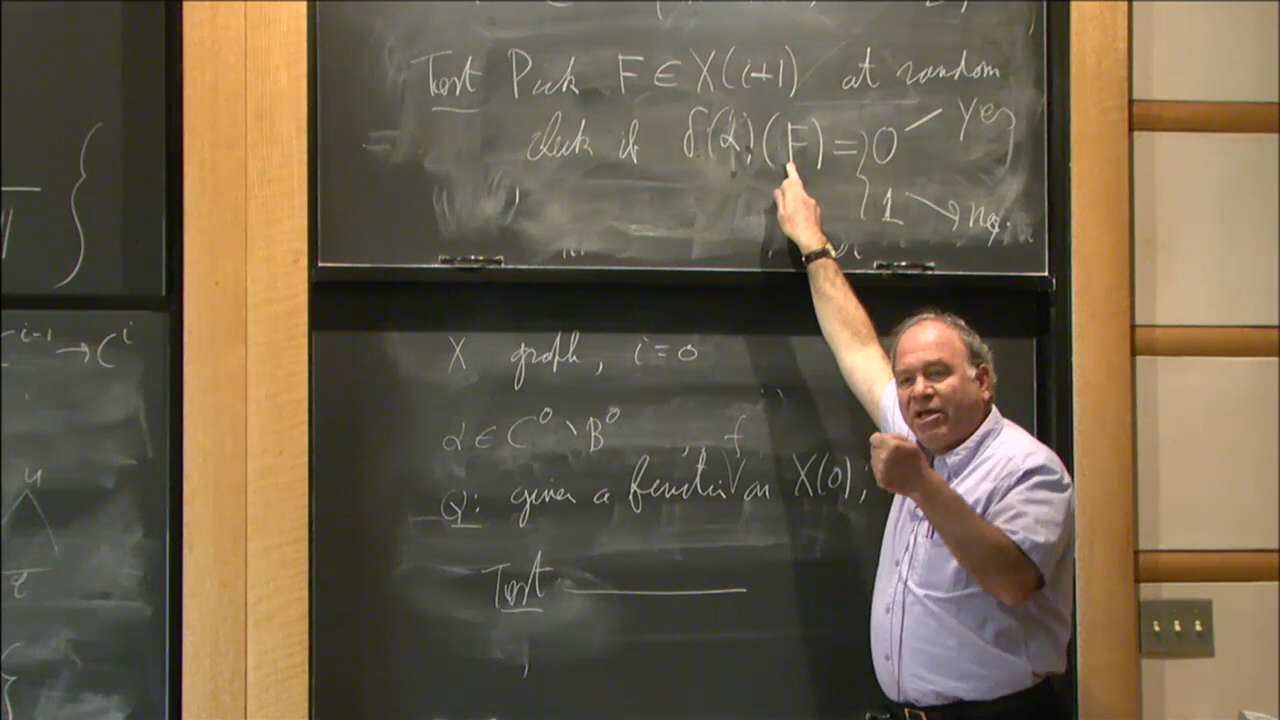 Test Pick F ∈ X(i+1) at random
check if δ(α)(F) = { 0 Yes
1 → no.
i-1 → C^i
X graph, i=0
α ∈ C⁰ \ B⁰ , f
Q: given a function on X(0),
Test
u